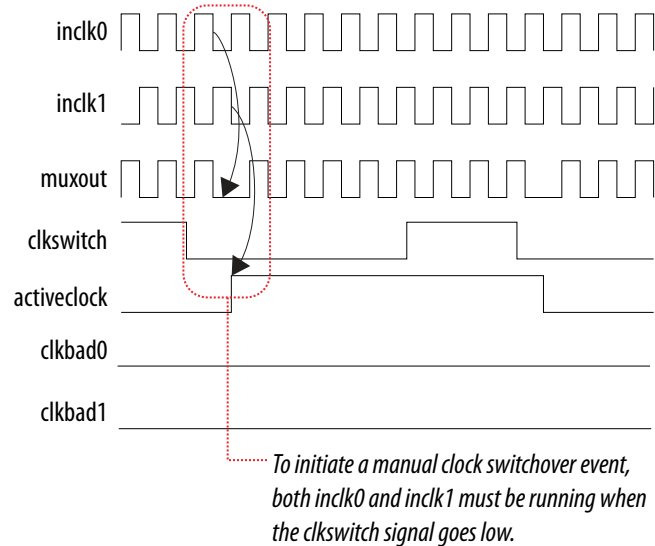 inclk0
inclk1
muxout
clkswitch
activeclock
clkbad0
clkbad1
To initiate a manual clock switchover event,
both inclk0 and inclk1 must be running when
the clkswitch signal goes low.